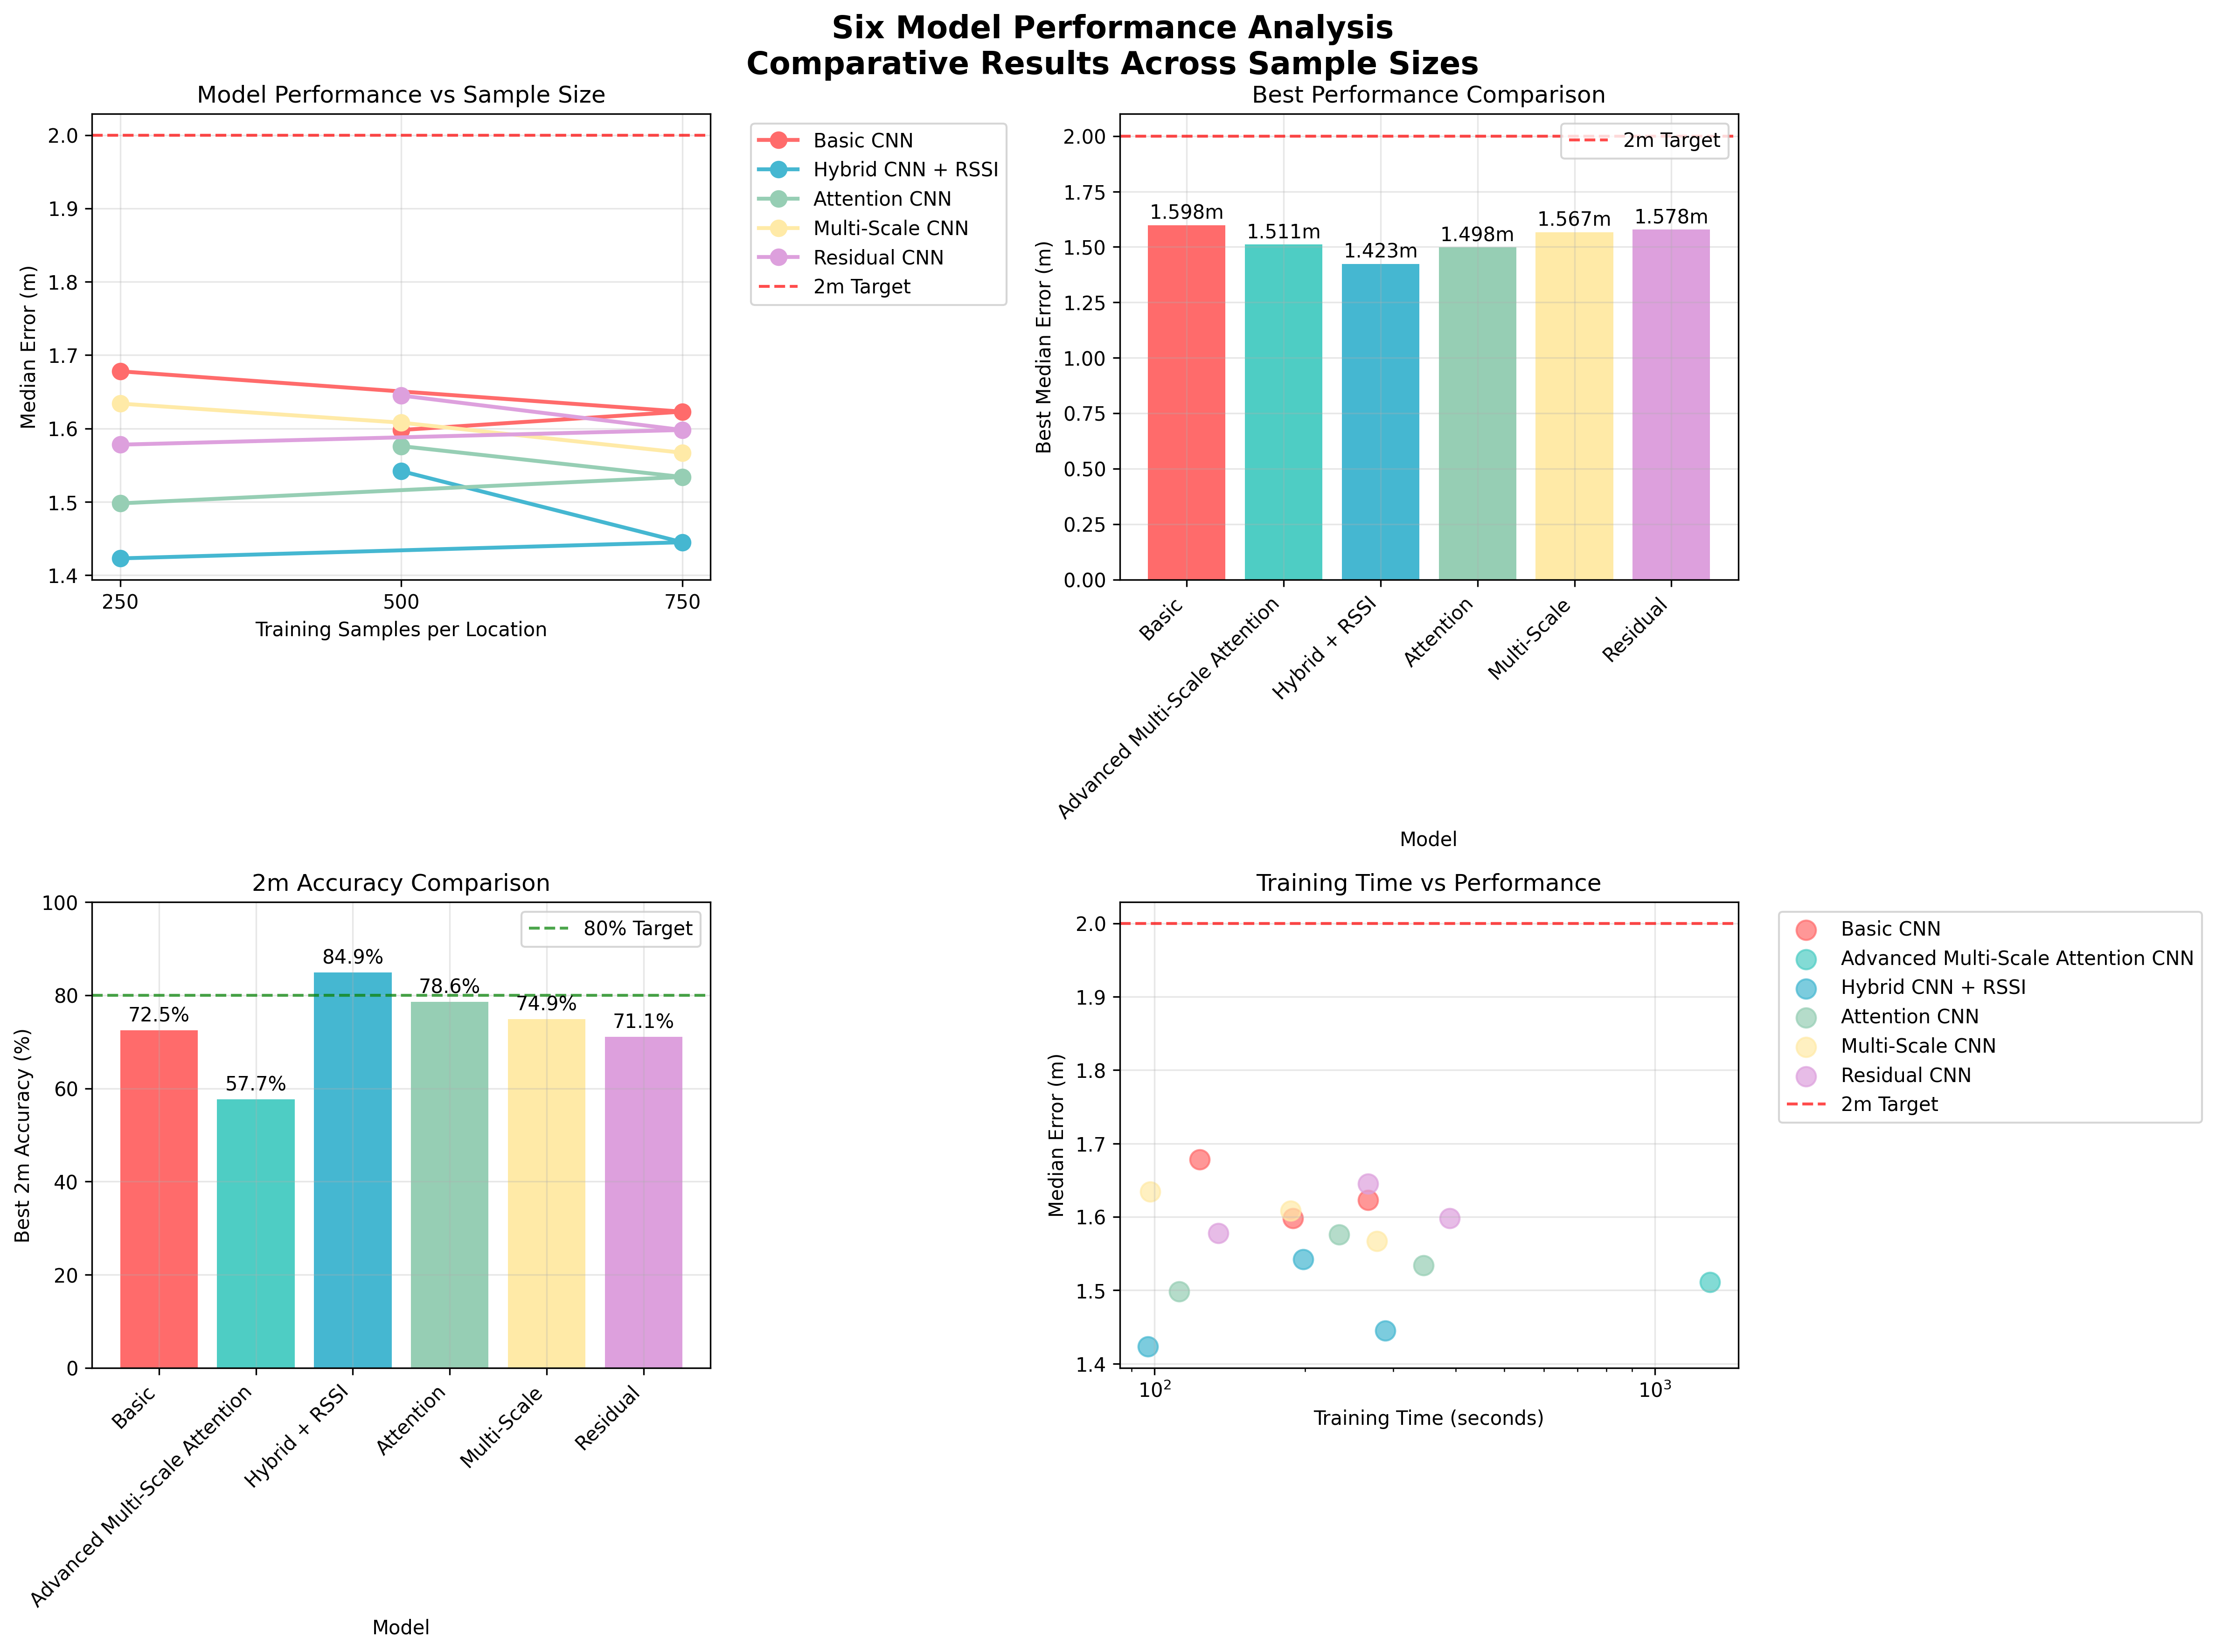 Six Model Performance Analysis
Comparative Results Across Sample Sizes
Model Performance vs Sample Size
Median Error (m)
2.0
1.9
1.8
1.7
1.6
1.5
1.4
250
500
750
Training Samples per Location
Basic CNN
Hybrid CNN + RSSI
Attention CNN
Multi-Scale CNN
Residual CNN
2m Target
Best Performance Comparison
Best Median Error (m)
2.00
1.75
1.50
1.25
1.00
0.75
0.50
0.25
0.00
2m Target
1.598m
1.511m
1.423m
1.498m
1.567m
1.578m
Basic
Advanced Multi-Scale Attention
Hybrid + RSSI
Attention
Multi-Scale
Residual
Model
2m Accuracy Comparison
Best 2m Accuracy (%)
100
80
60
40
20
0
80% Target
72.5%
57.7%
84.9%
78.6%
74.9%
71.1%
Basic
Advanced Multi-Scale Attention
Hybrid + RSSI
Attention
Multi-Scale
Residual
Model
Training Time vs Performance
Median Error (m)
2.0
1.9
1.8
1.7
1.6
1.5
1.4
10²
10³
Training Time (seconds)
Basic CNN
Advanced Multi-Scale Attention CNN
Hybrid CNN + RSSI
Attention CNN
Multi-Scale CNN
Residual CNN
2m Target